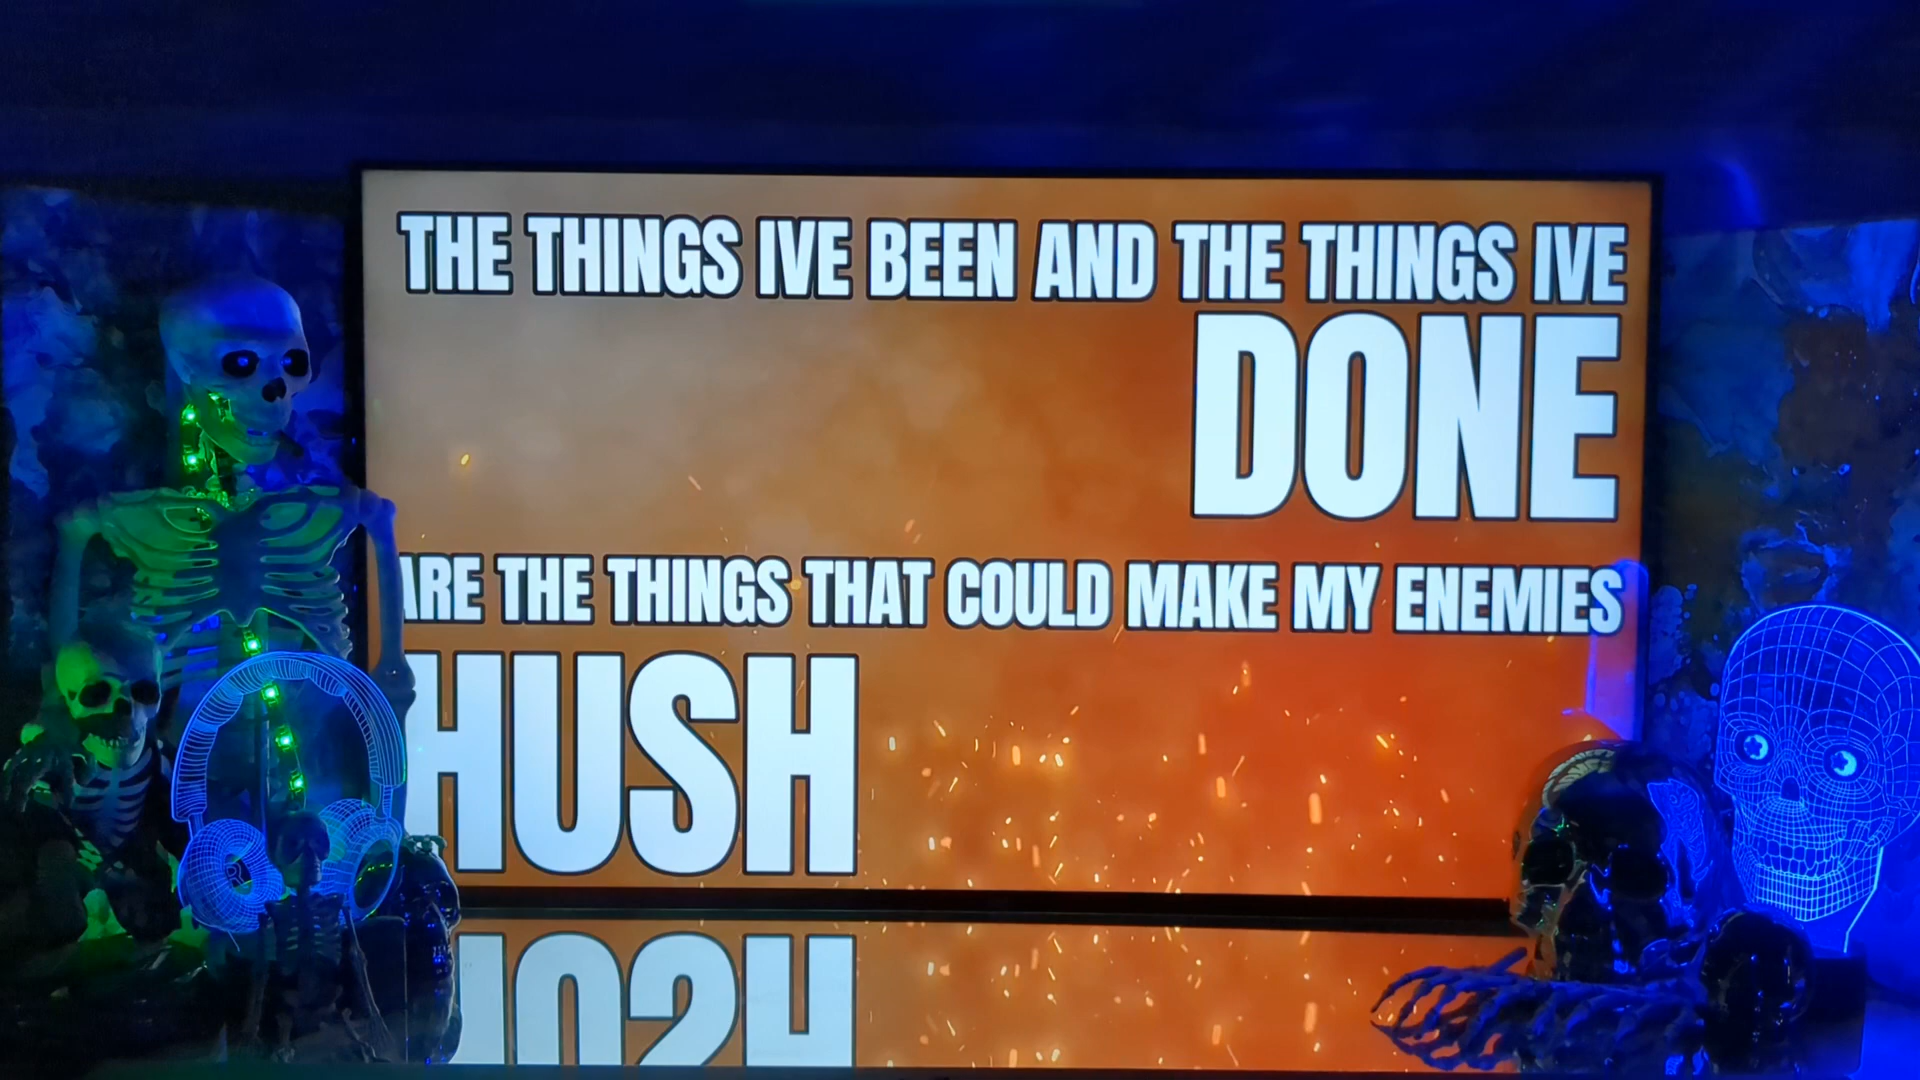 THE THINGS IVE BEEN AND THE THINGS IVE
DONE
ARE THE THINGS THAT COULD MAKE MY ENEMIES
HUSH
R